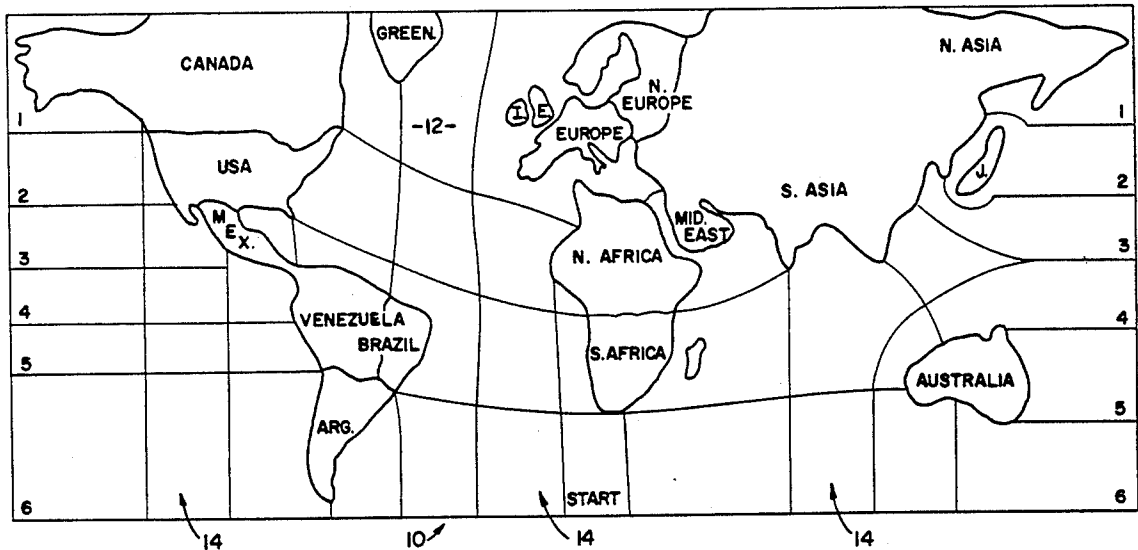 GREEN.
N. ASIA
CANADA
N.
EUROPE
I E
1 -12- EUROPE 1
USA
J.
S. ASIA
2 2
M
E
X.
MID.
EAST
N. AFRICA
3 3
VENEZUELA
4 4
BRAZIL
S. AFRICA
5 AUSTRALIA 5
ARG.
6 START 6
14 10 14 14